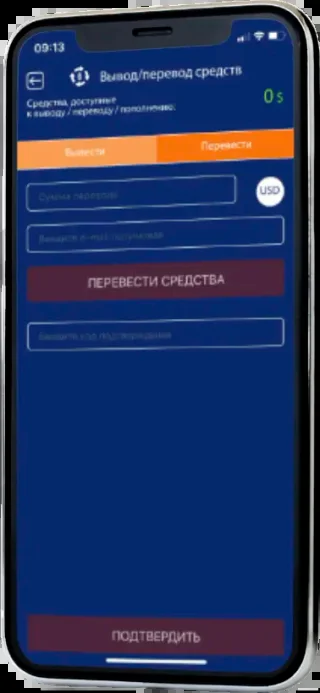 09:13
Вывод/перевод средств
Средства, доступные
к выводу / переводу / пополнению:
0 $
Вывести
Перевести
Сумма перевода
USD
Введите e-mail получателя
ПЕРЕВЕСТИ СРЕДСТВА
Введите код подтверждения
ПОДТВЕРДИТЬ